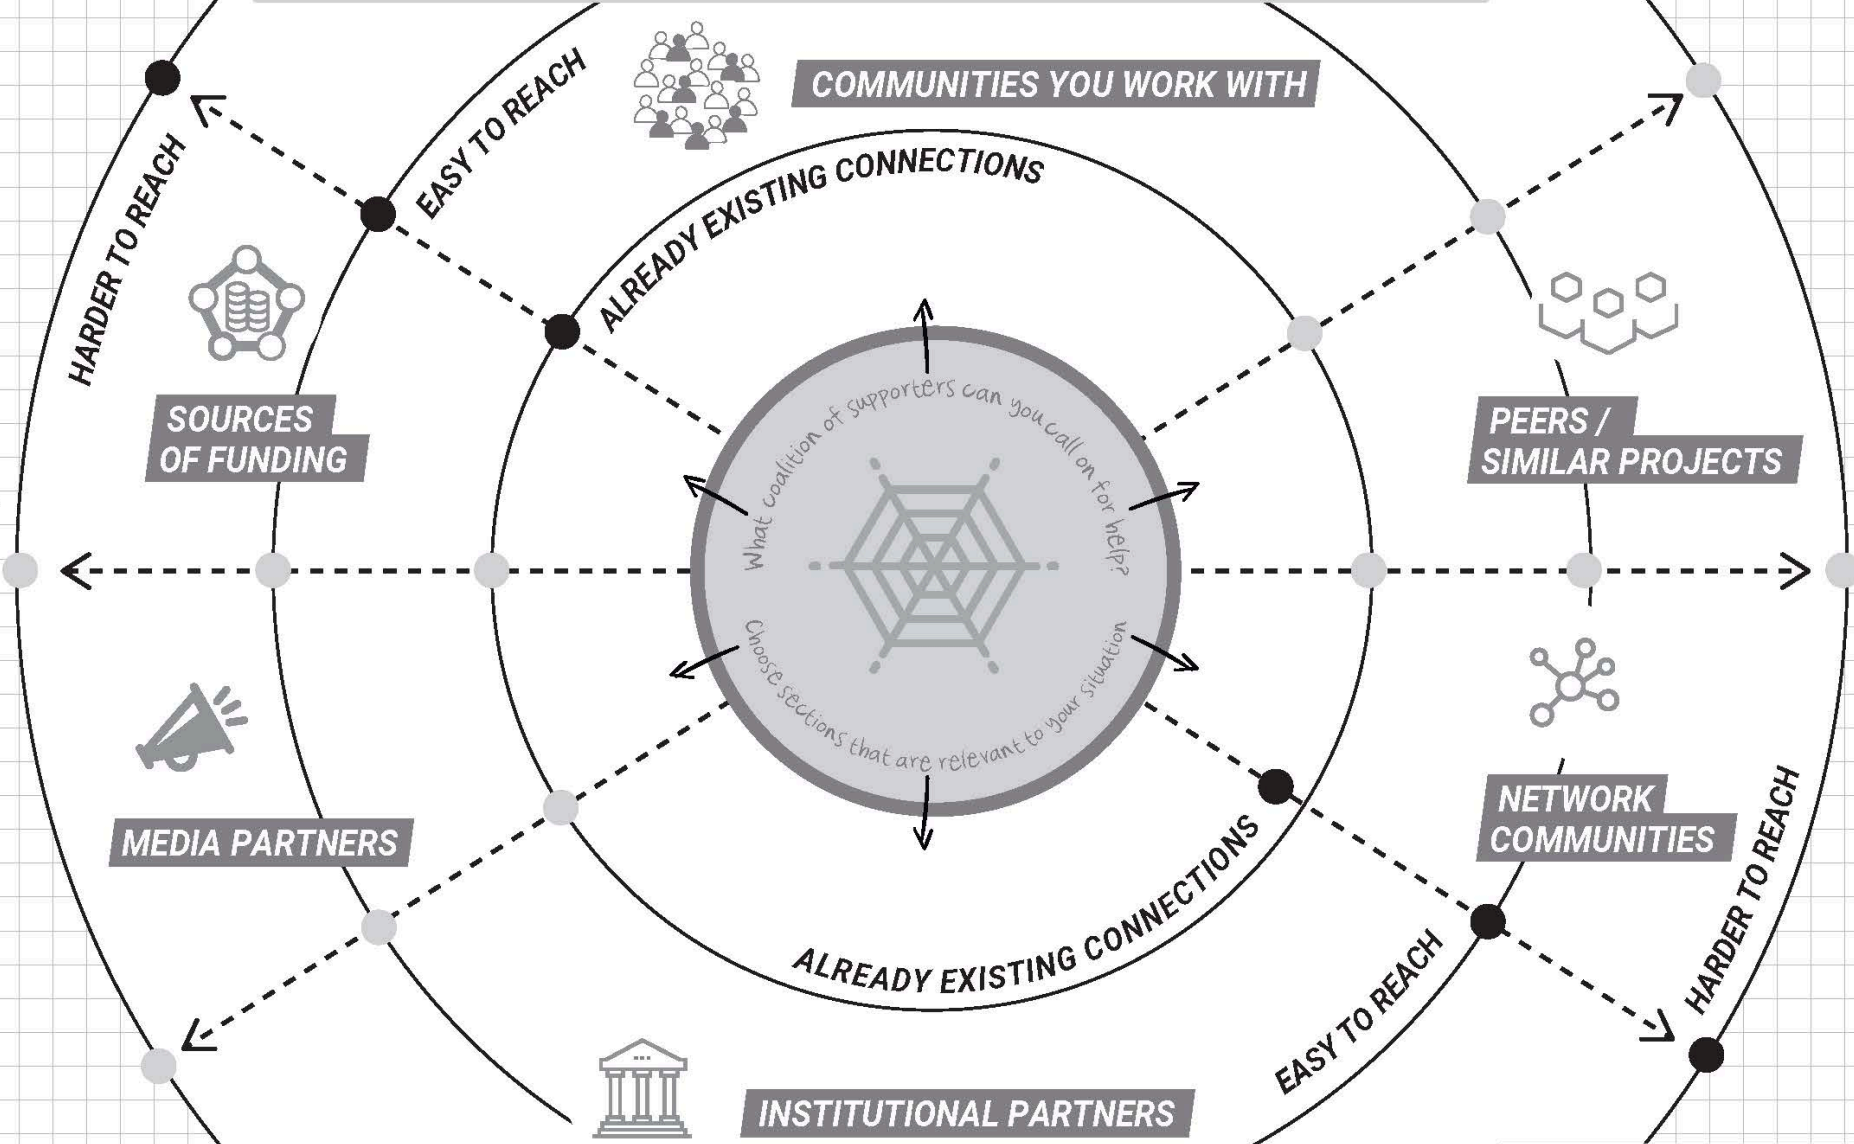 EASY TO REACH
COMMUNITIES YOU WORK WITH
HARDER TO REACH
ALREADY EXISTING CONNECTIONS
SOURCES
OF FUNDING
PEERS /
SIMILAR PROJECTS
What coalition of supporters can you call on for help?
Choose sections that are relevant to your situation
MEDIA PARTNERS
NETWORK
COMMUNITIES
HARDER TO REACH
ALREADY EXISTING CONNECTIONS
EASY TO REACH
INSTITUTIONAL PARTNERS